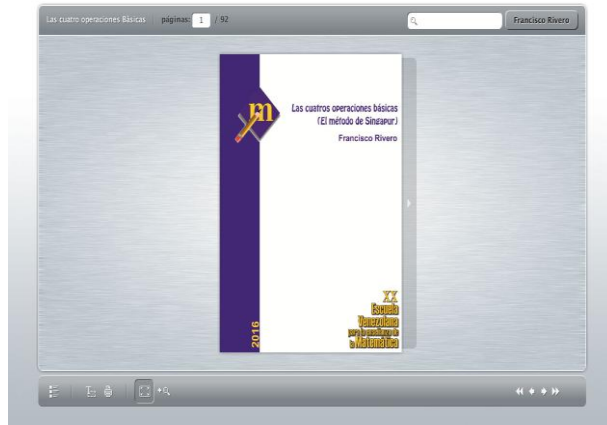 Las cuatro operaciones Básicas páginas: 1 / 92 Francisco Rivero
m
Las cuatros operaciones básicas
(El método de Singapur)
Francisco Rivero
XX
Escuela
Venezolana
para la enseñanza de
la Matemática
2016